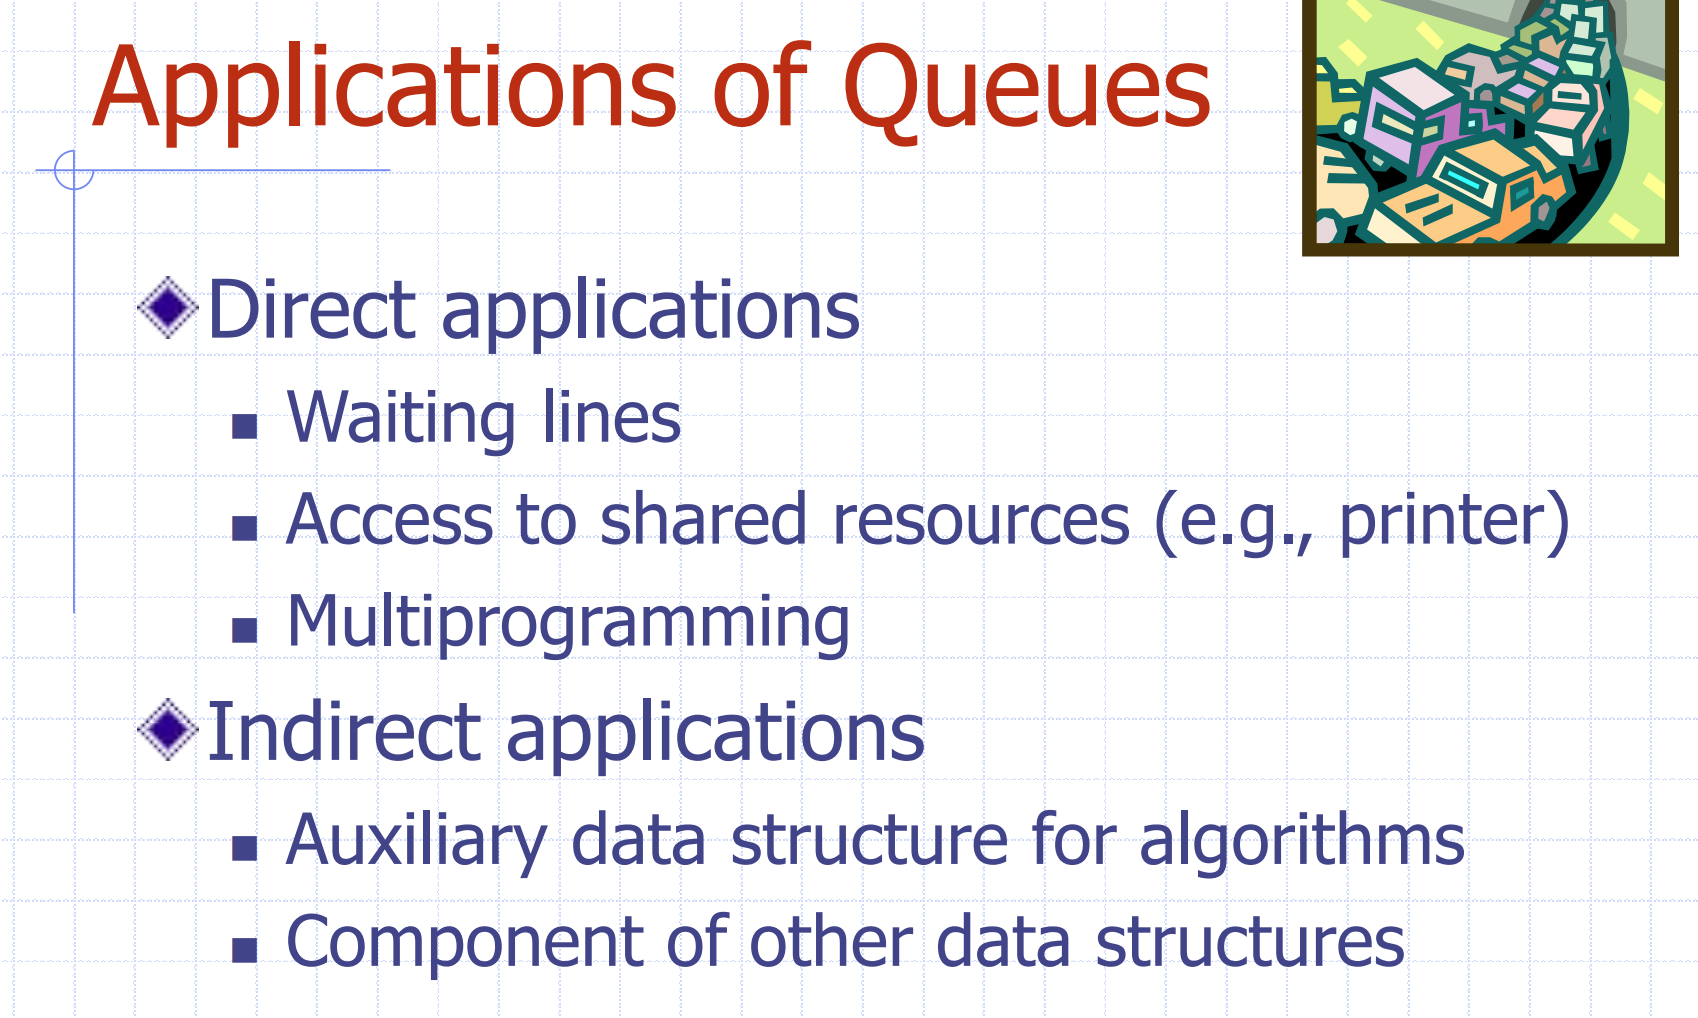 Applications of Queues
Direct applications
Waiting lines
Access to shared resources (e.g., printer)
Multiprogramming
Indirect applications
Auxiliary data structure for algorithms
Component of other data structures